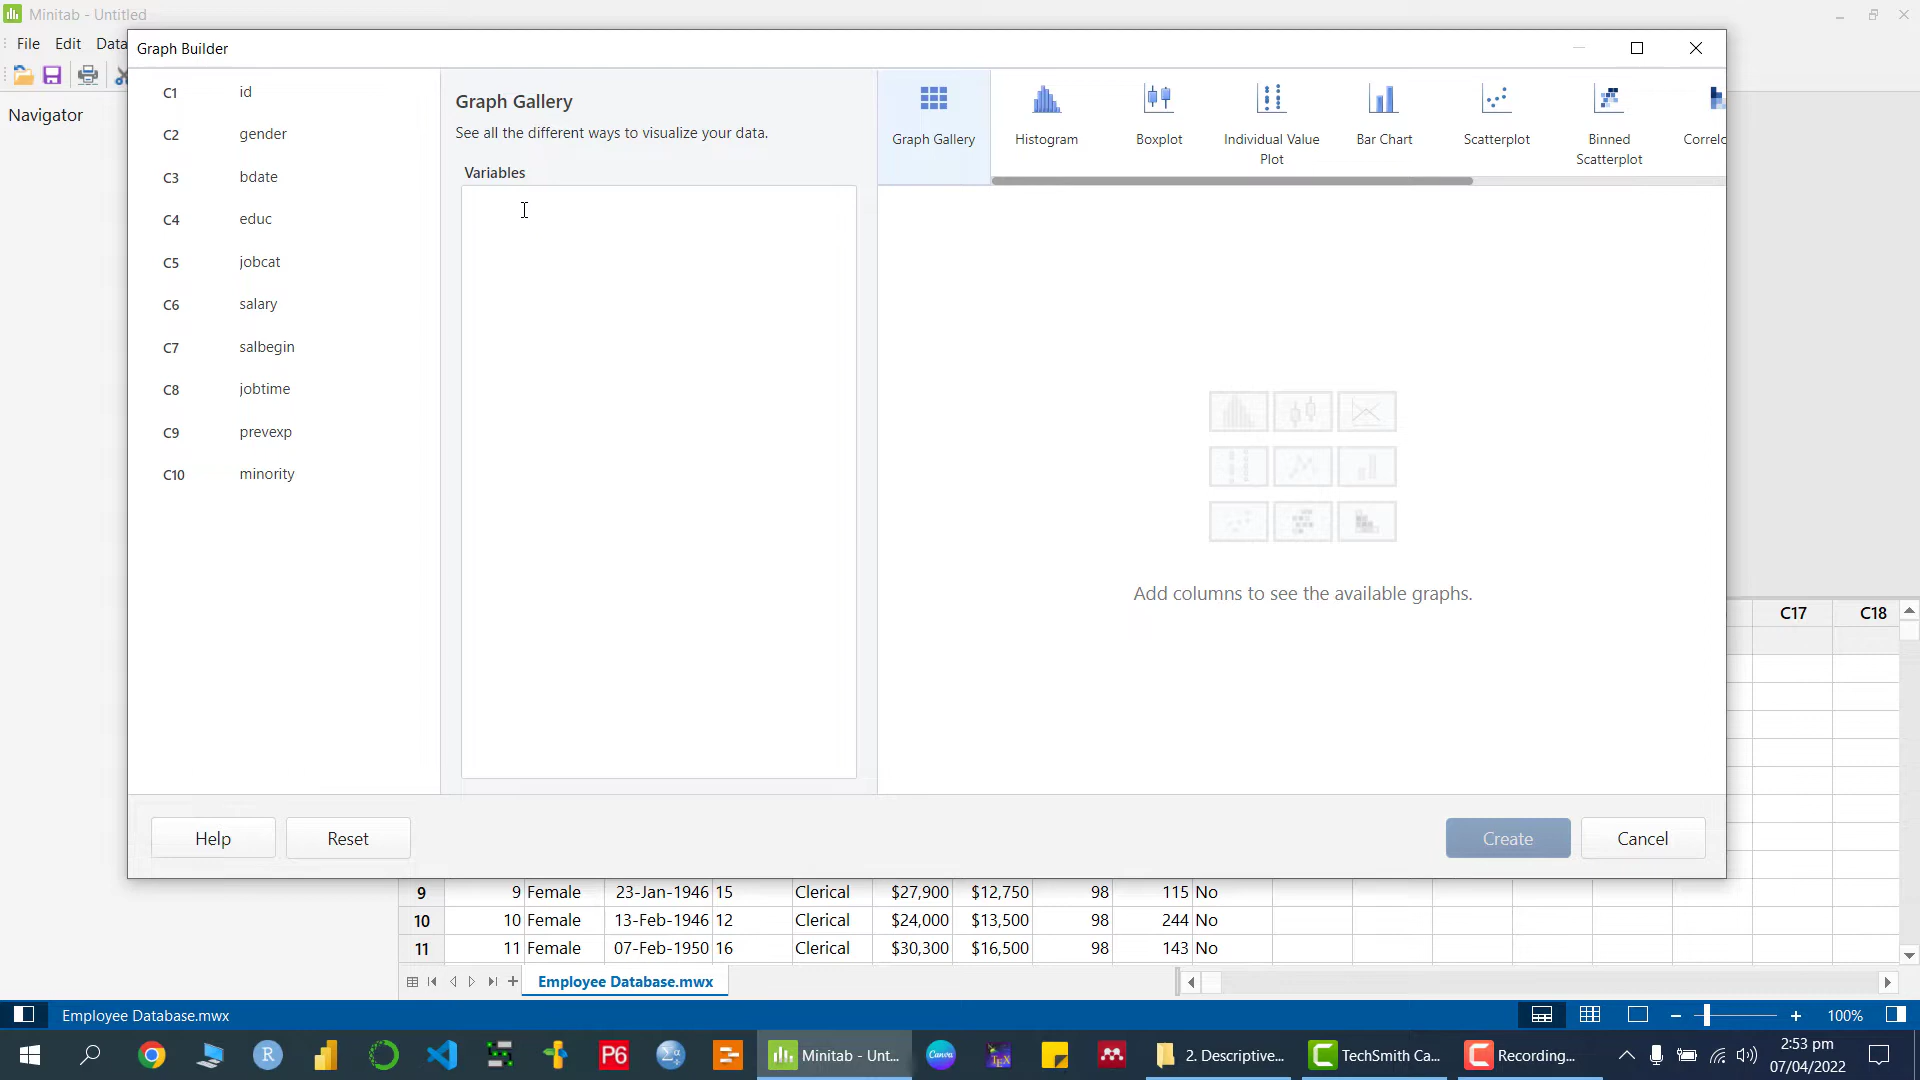 Minitab - Untitled
File Edit Data
Graph Builder
Navigator
C1 id
C2 gender
C3 bdate
C4 educ
C5 jobcat
C6 salary
C7 salbegin
C8 jobtime
C9 prevexp
C10 minority
Graph Gallery
See all the different ways to visualize your data.
Variables
Graph Gallery
Histogram
Boxplot
Individual Value
Plot
Bar Chart
Scatterplot
Binned
Scatterplot
Correlo
Add columns to see the available graphs.
Help
Reset
Create
Cancel
C17 C18
9 9 Female 23-Jan-1946 15 Clerical $27,900 $12,750 98 115 No
10 10 Female 13-Feb-1946 12 Clerical $24,000 $13,500 98 244 No
11 11 Female 07-Feb-1950 16 Clerical $30,300 $16,500 98 143 No
Employee Database.mwx
Employee Database.mwx
100%
R
P6
Σα
Minitab - Unt...
Canva
TEX
2. Descriptive...
TechSmith Ca...
Recording...
2:53 pm
07/04/2022